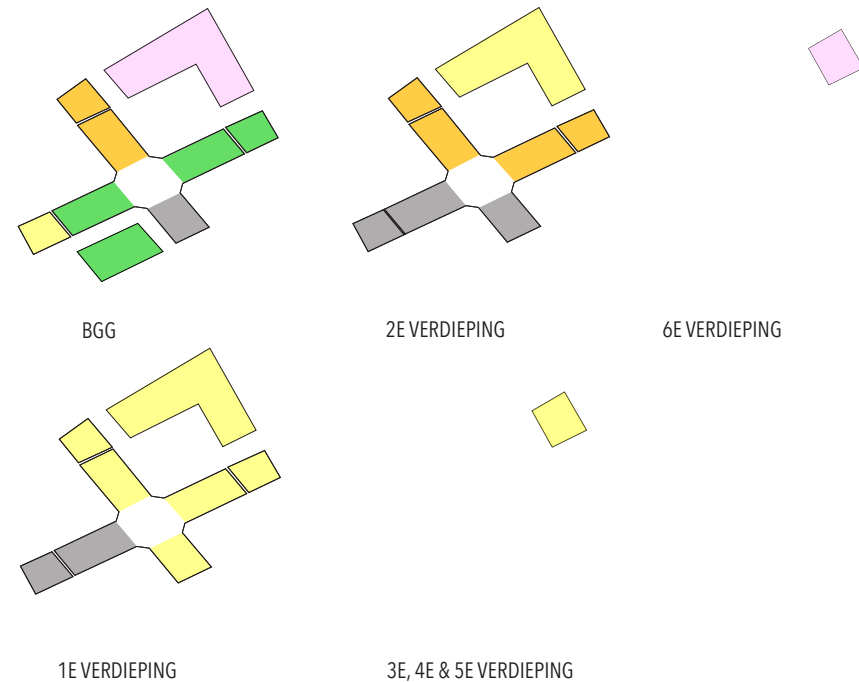 BGG
2E VERDIEPING
6E VERDIEPING
1E VERDIEPING
3E, 4E & 5E VERDIEPING